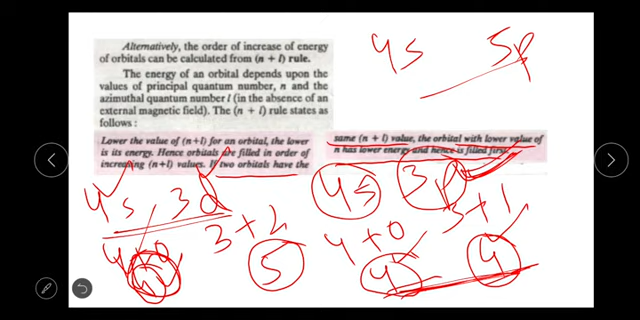 Alternatively, the order of increase of energy
of orbitals can be calculated from (n + l) rule.
The energy of an orbital depends upon the
values of principal quantum number, n and the
azimuthal quantum number l (in the absence of an
external magnetic field). The (n + l) rule states as
follows :
Lower the value of (n+l) for an orbital, the lower
is its energy. Hence orbitals are filled in order of
increasing (n+l) values. If two orbitals have the
same (n + l) value, the orbital with lower value of
n has lower energy and hence is filled first.
4s 5p
4s 3d
4+0 3+2
4 5
4s 3p
4+0 3+1
4 4